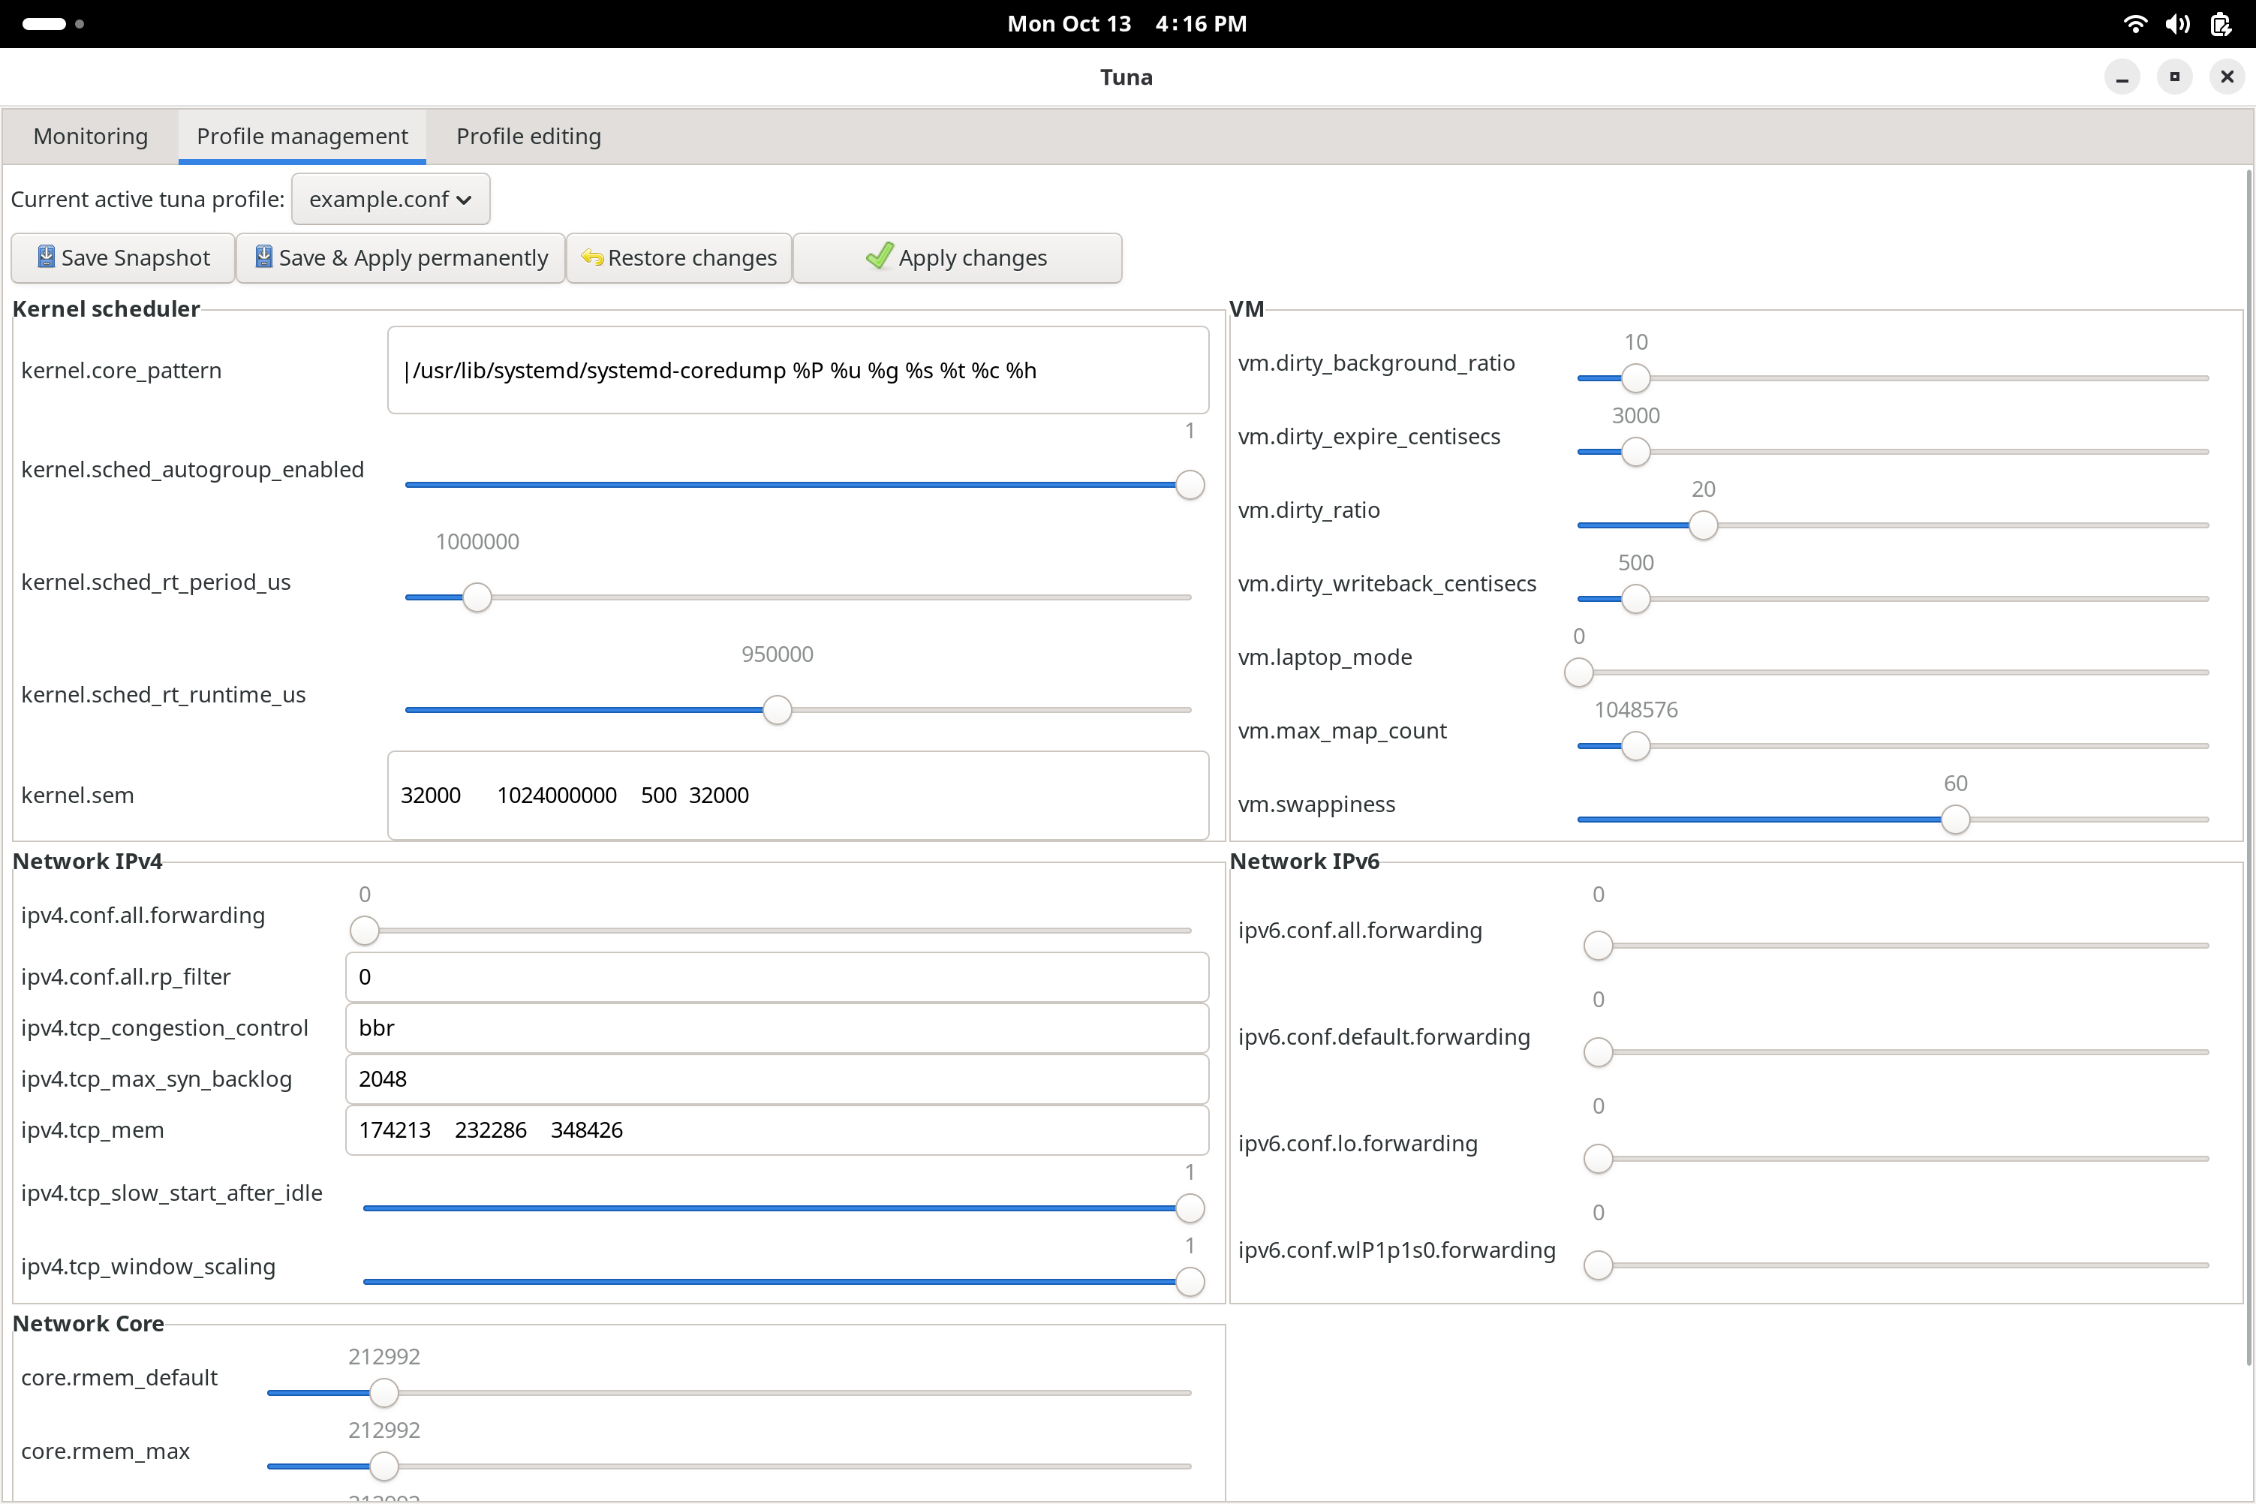 Mon Oct 13 4:16 PM
Tuna
Monitoring Profile management Profile editing
Current active tuna profile: example.conf
Save Snapshot Save & Apply permanently Restore changes Apply changes
Kernel scheduler
kernel.core_pattern |/usr/lib/systemd/systemd-coredump %P %u %g %s %t %c %h
1
kernel.sched_autogroup_enabled
1000000
kernel.sched_rt_period_us
950000
kernel.sched_rt_runtime_us
kernel.sem 32000 1024000000 500 32000
VM
10
vm.dirty_background_ratio
3000
vm.dirty_expire_centisecs
20
vm.dirty_ratio
500
vm.dirty_writeback_centisecs
0
vm.laptop_mode
1048576
vm.max_map_count
60
vm.swappiness
Network IPv4
0
ipv4.conf.all.forwarding
ipv4.conf.all.rp_filter 0
ipv4.tcp_congestion_control bbr
ipv4.tcp_max_syn_backlog 2048
ipv4.tcp_mem 174213 232286 348426
1
ipv4.tcp_slow_start_after_idle
1
ipv4.tcp_window_scaling
Network IPv6
0
ipv6.conf.all.forwarding
0
ipv6.conf.default.forwarding
0
ipv6.conf.lo.forwarding
0
ipv6.conf.wlP1p1s0.forwarding
Network Core
212992
core.rmem_default
212992
core.rmem_max